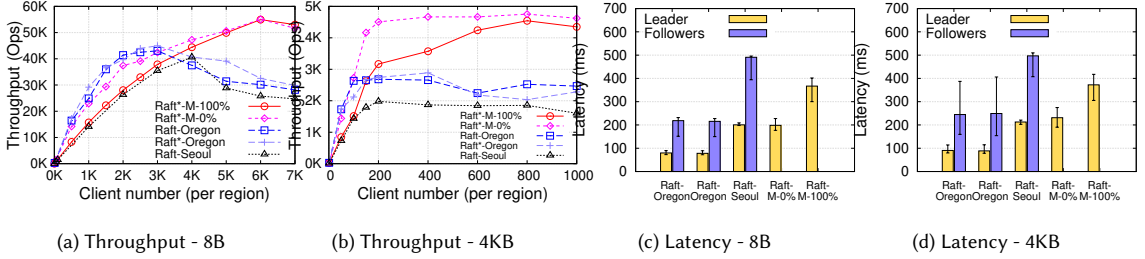 Throughput (Ops)
60K
50K
40K
30K
20K
10K
0K
0K 1K 2K 3K 4K 5K 6K 7K
Client number (per region)
Raft*-M-100%
Raft*-M-0%
Raft-Oregon
Raft*-Oregon
Raft-Seoul
(a) Throughput - 8B
Throughput (Ops)
5K
4K
3K
2K
1K
0K
0 200 400 600 800 1000
Client number (per region)
Raft*-M-100%
Raft*-M-0%
Raft-Oregon
Raft*-Oregon
Raft-Seoul
(b) Throughput - 4KB
Latency (ms)
700
600
500
400
300
200
100
0
Leader
Followers
Raft-Oregon
Raft-Oregon
Raft-Seoul
Raft-M-0%
Raft-M-100%
(c) Latency - 8B
Latency (ms)
700
600
500
400
300
200
100
0
Leader
Followers
Raft-Oregon
Raft-Oregon
Raft-Seoul
Raft-M-0%
Raft-M-100%
(d) Latency - 4KB